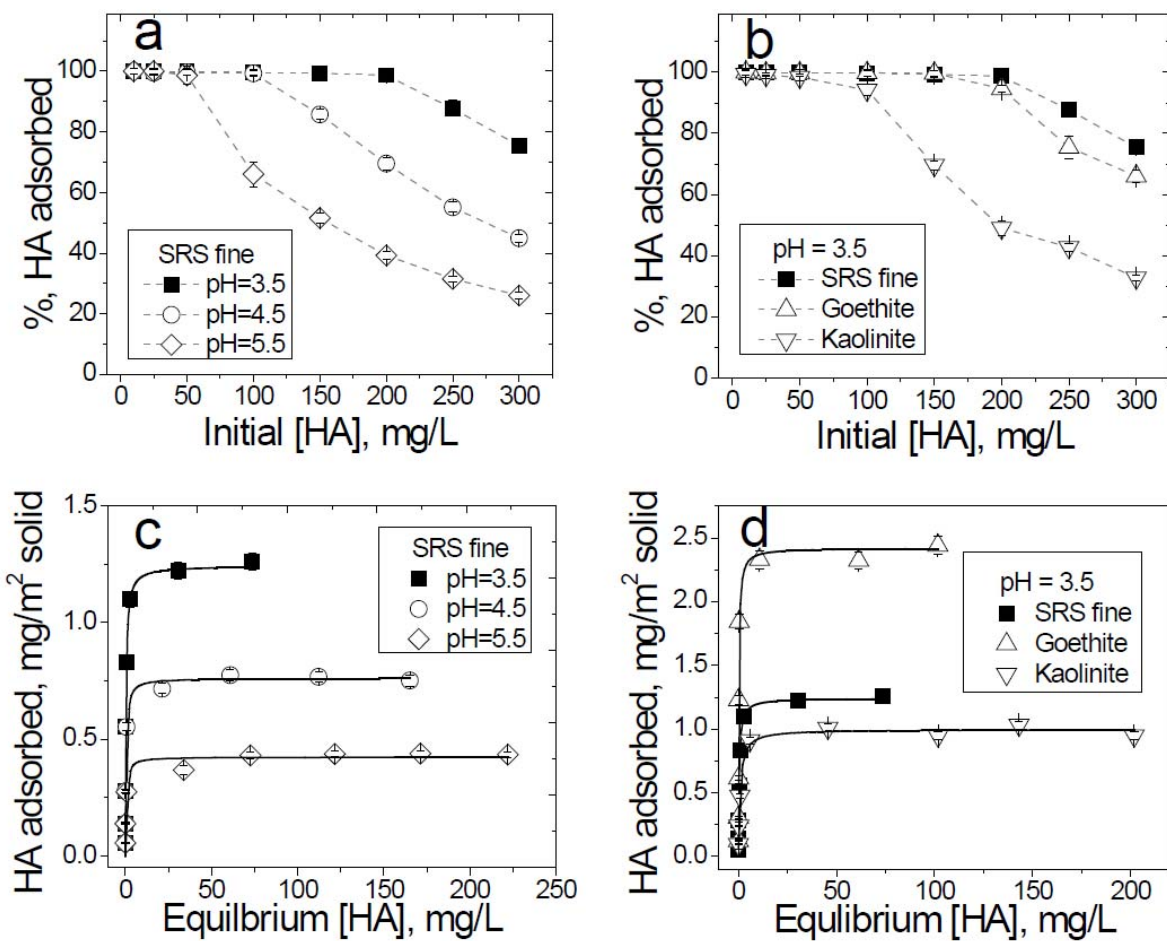 a
%, HA adsorbed
100
80
60
40
20
0
SRS fine
pH=3.5
pH=4.5
pH=5.5
0 50 100 150 200 250 300
Initial [HA], mg/L
b
%, HA adsorbed
100
80
60
40
20
0
pH = 3.5
SRS fine
Goethite
Kaolinite
0 50 100 150 200 250 300
Initial [HA], mg/L
c
HA adsorbed, mg/m² solid
1.5
1.0
0.5
0.0
SRS fine
pH=3.5
pH=4.5
pH=5.5
0 50 100 150 200 250
Equilbrium [HA], mg/L
d
HA adsorbed, mg/m² solid
2.5
2.0
1.5
1.0
0.5
0.0
pH = 3.5
SRS fine
Goethite
Kaolinite
0 50 100 150 200
Equlibrium [HA], mg/L